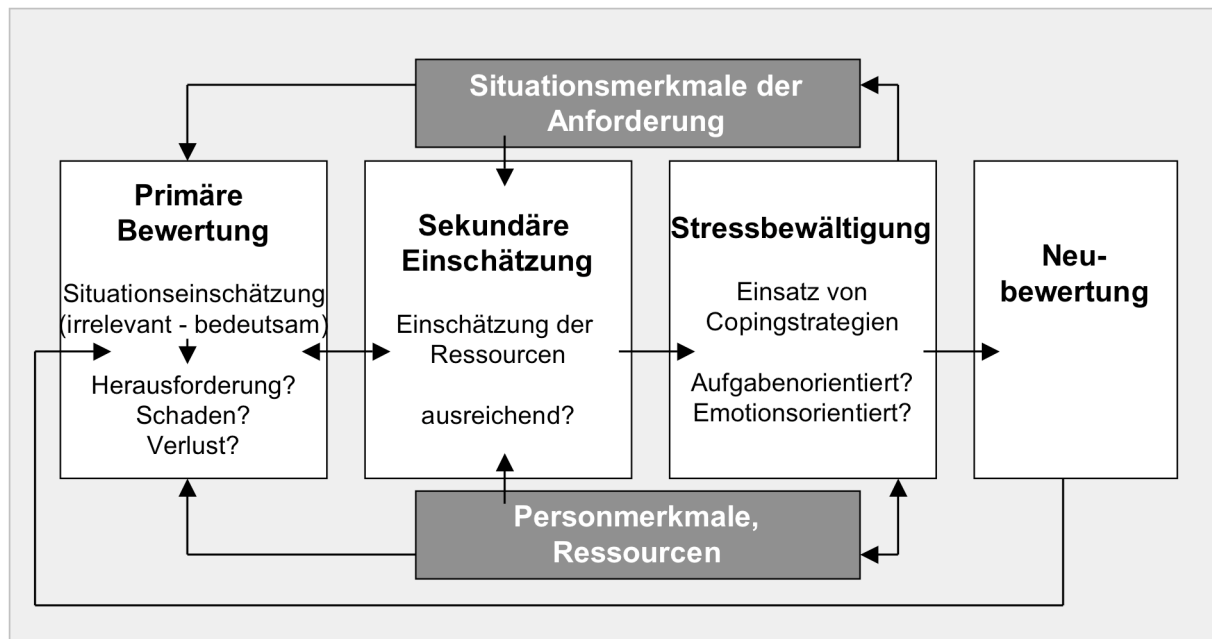 Situationsmerkmale der
Anforderung
Primäre
Bewertung
Situationseinschätzung
(irrelevant - bedeutsam)
Herausforderung?
Schaden?
Verlust?
Sekundäre
Einschätzung
Einschätzung der
Ressourcen
ausreichend?
Stressbewältigung
Einsatz von
Copingstrategien
Aufgabenorientiert?
Emotionsorientiert?
Neu-
bewertung
Personmerkmale,
Ressourcen